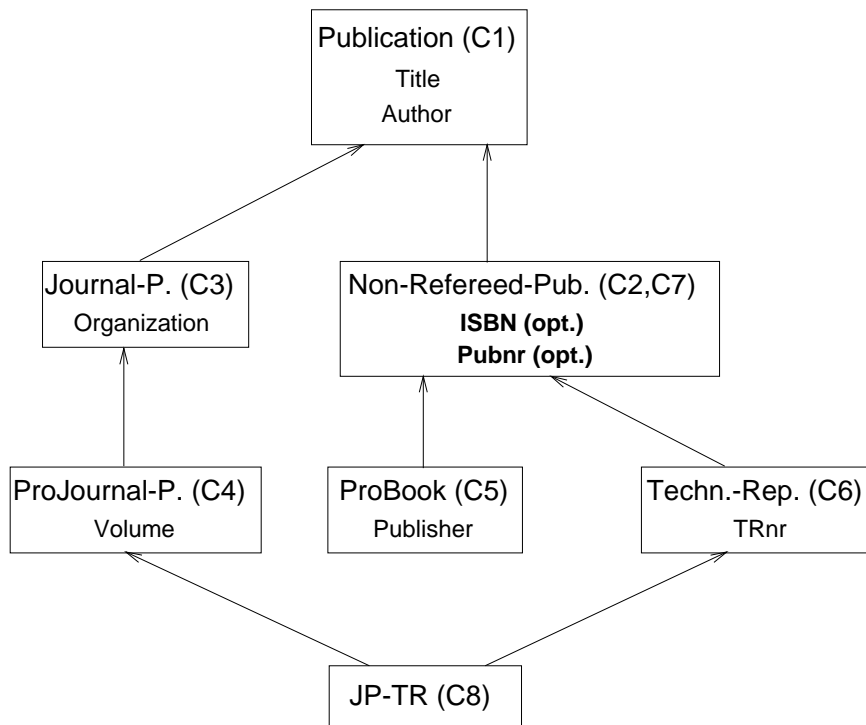 Publication (C1)
Title
Author
Journal-P. (C3)
Organization
Non-Refereed-Pub. (C2,C7)
ISBN (opt.)
Pubnr (opt.)
ProJournal-P. (C4)
Volume
ProBook (C5)
Publisher
Techn.-Rep. (C6)
TRnr
JP-TR (C8)